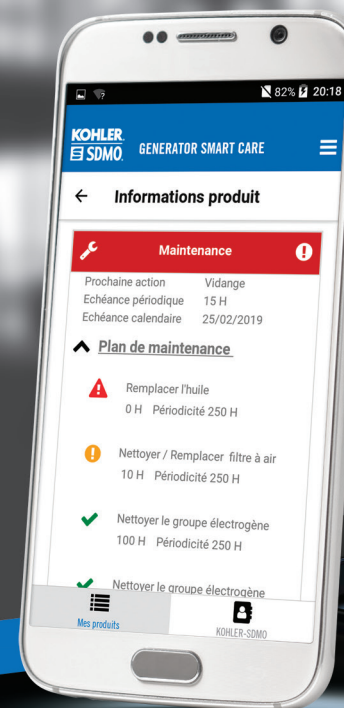 82% 20:18
KOHLER
SDMO. GENERATOR SMART CARE
Informations produit
Maintenance
Prochaine action Vidange
Echéance périodique 15 H
Echéance calendaire 25/02/2019
Plan de maintenance
Remplacer l'huile
0 H Périodicité 250 H
Nettoyer / Remplacer filtre à air
10 H Périodicité 250 H
Nettoyer le groupe électrogène
100 H Périodicité 250 H
Nettoyer le groupe électrogène
Mes produits KOHLER-SDMO